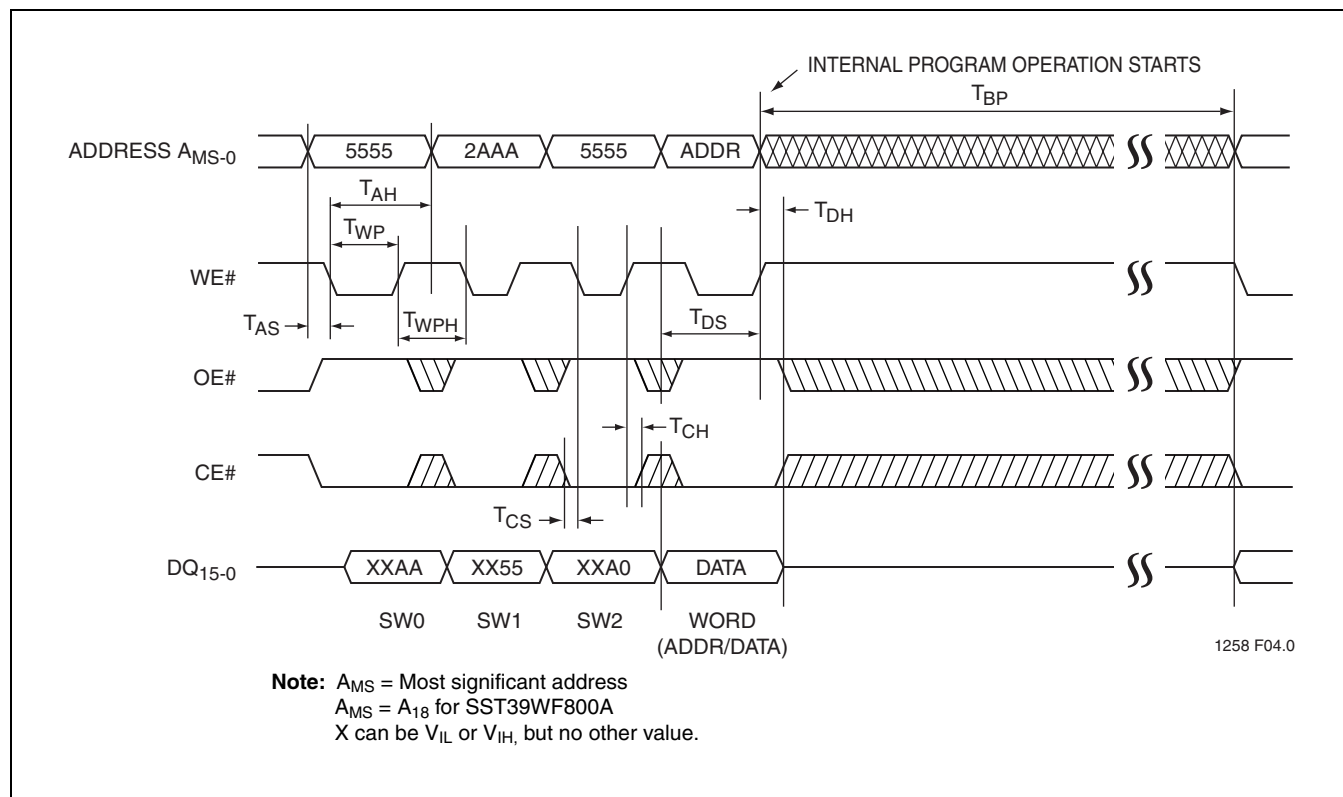 INTERNAL PROGRAM OPERATION STARTS
TBP
ADDRESS AMS-0
5555
2AAA
5555
ADDR
TAH
TDH
TWP
WE#
TAS
TWPH
TDS
OE#
TCH
CE#
TCS
DQ15-0
XXAA
XX55
XXA0
DATA
SW0
SW1
SW2
WORD
(ADDR/DATA)
1258 F04.0
Note: AMS = Most significant address
AMS = A18 for SST39WF800A
X can be VIL or VIH, but no other value.